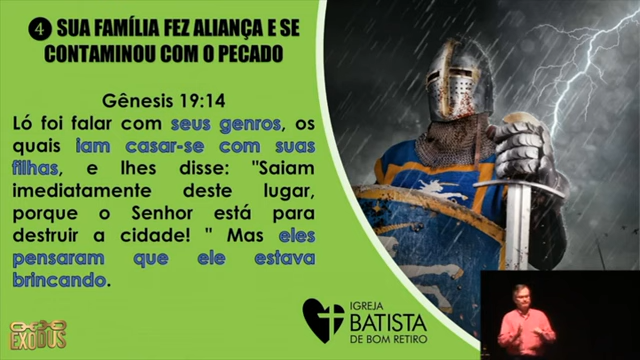 4 SUA FAMÍLIA FEZ ALIANÇA E SE
CONTAMINOU COM O PECADO
Gênesis 19:14
Ló foi falar com seus genros, os
quais iam casar-se com suas
filhas, e lhes disse: "Saiam
imediatamente deste lugar,
porque o Senhor está para
destruir a cidade! " Mas eles
pensaram que ele estava
brincando.
IGREJA
BATISTA
DE BOM RETIRO
EXODUS